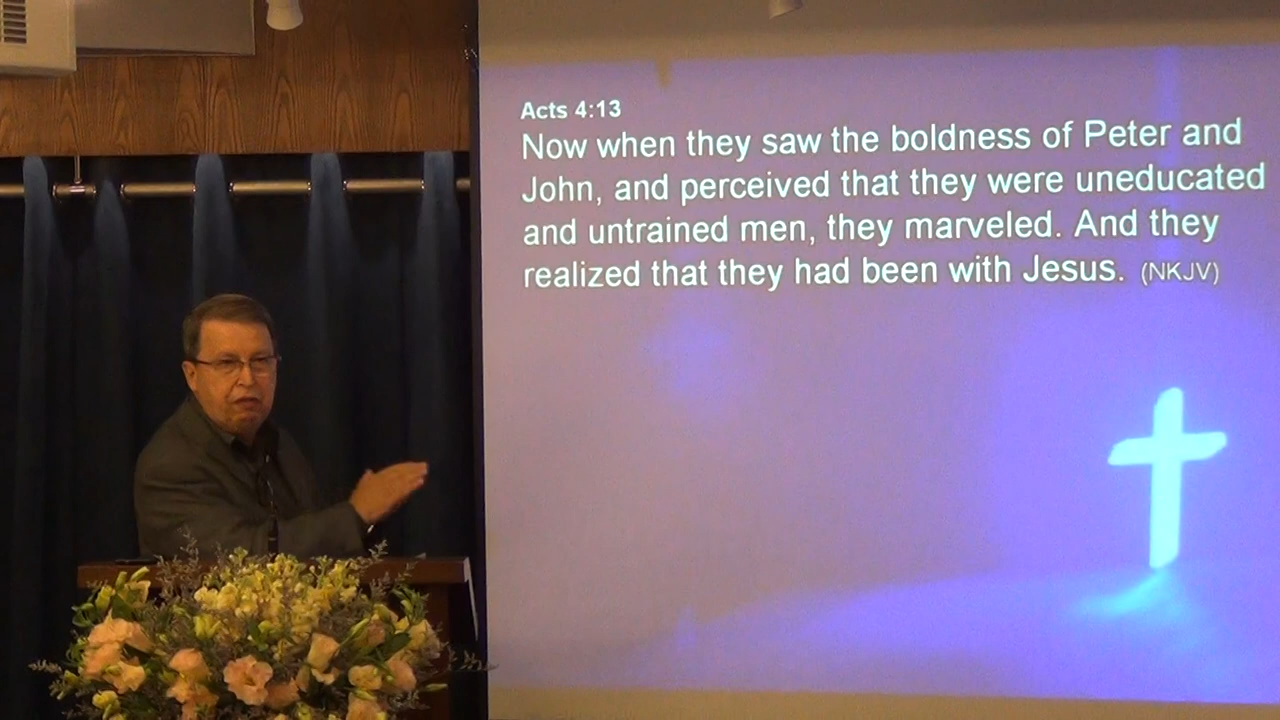 Acts 4:13
Now when they saw the boldness of Peter and
John, and perceived that they were uneducated
and untrained men, they marveled. And they
realized that they had been with Jesus. (NKJV)